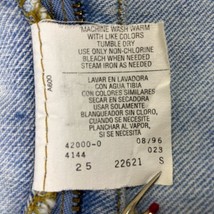 A600
MACHINE WASH WARM
WITH LIKE COLORS
TUMBLE DRY
USE ONLY NON-CHLORINE
BLEACH WHEN NEEDED
STEAM IRON AS NEEDED
LAVAR EN LAVADORA
CON AGUA TIBIA
CON COLORES SIMILARES
SECAR EN SECADORA
USAR SOLAMENTE
BLANQUEADOR SIN CLORO,
CUANDO SE NECESITE
PLANCHAR AL VAPOR,
SI SE NECESITA
42000-0 08/96
4144 023
25 22621 S